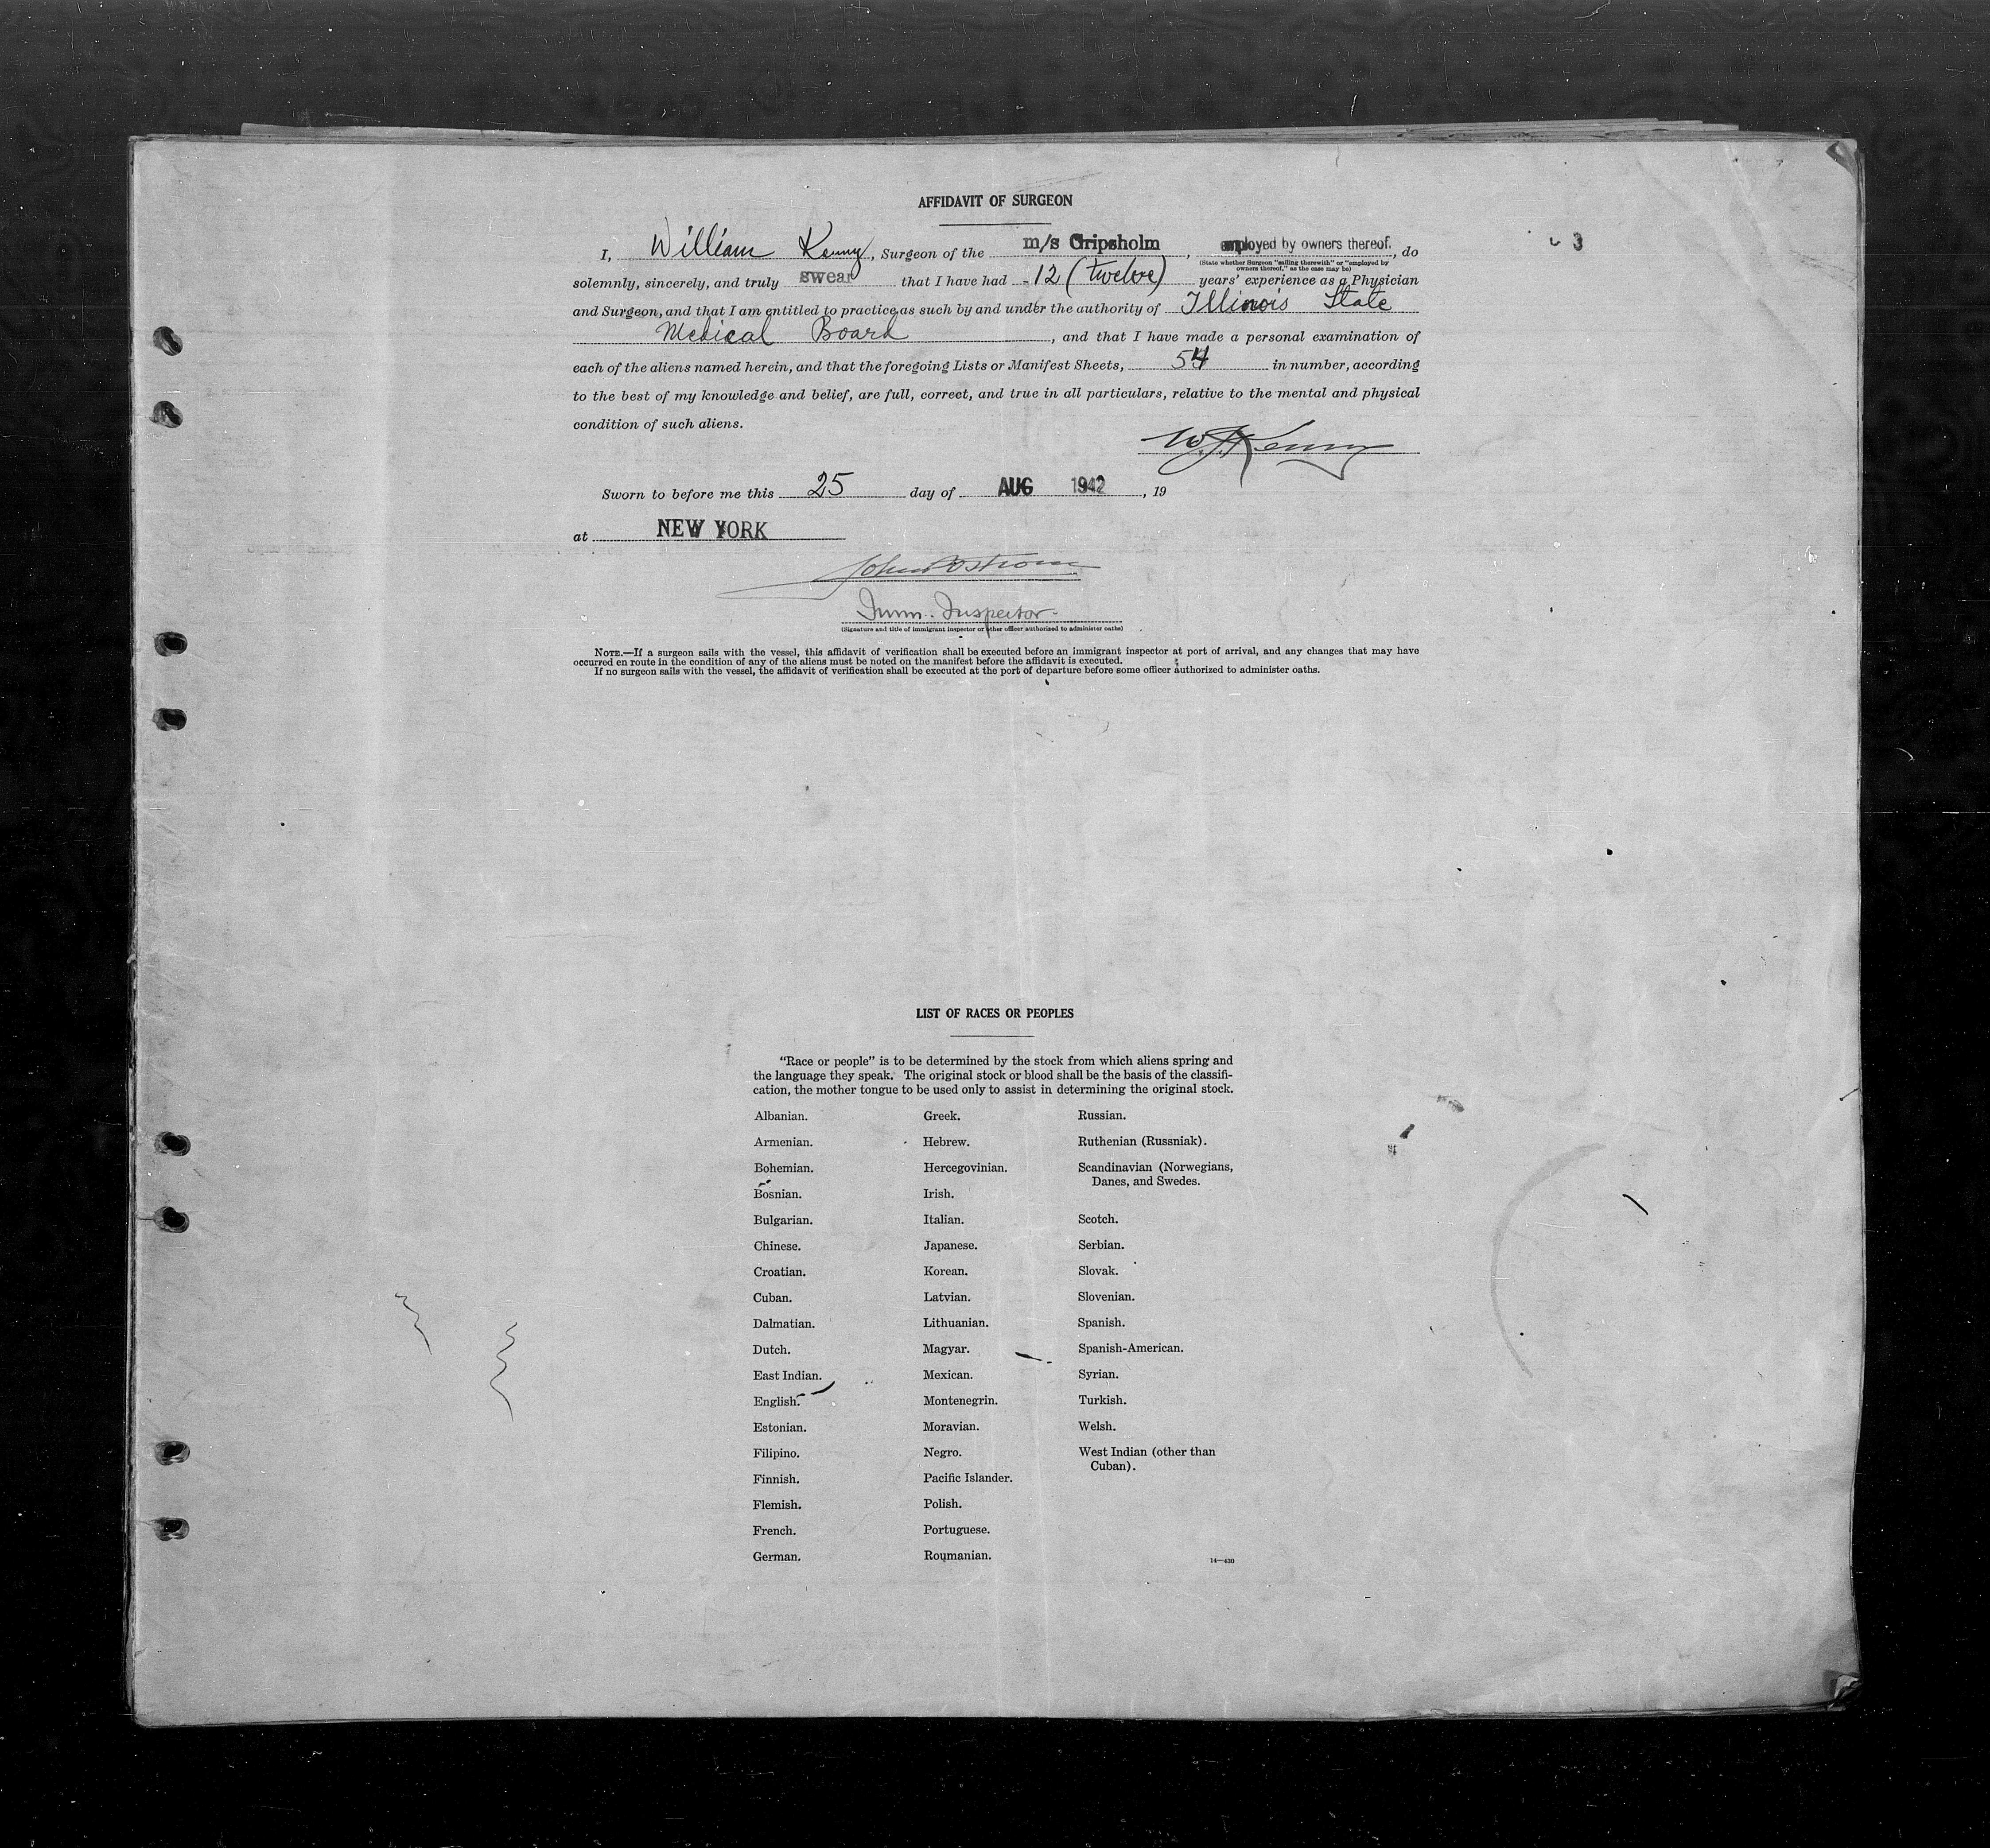 AFFIDAVIT OF SURGEON
I, William Kenny, Surgeon of the m/s Gripsholm, employed by owners thereof., do
(State whether Surgeon "sailing therewith" or "employed by
owners thereof," as the case may be)
3
solemnly, sincerely, and truly swear that I have had 12 (twelve) years' experience as a Physician
and Surgeon, and that I am entitled to practice as such by and under the authority of Illinois State
Medical Board, and that I have made a personal examination of
each of the aliens named herein, and that the foregoing Lists or Manifest Sheets, 54 in number, according
to the best of my knowledge and belief, are full, correct, and true in all particulars, relative to the mental and physical
condition of such aliens.
W.J. Kenny
Sworn to before me this 25 day of AUG 1942, 19
at NEW YORK
John Ostrom
Imm. Inspector.
(Signature and title of immigrant inspector or other officer authorized to administer oaths)
NOTE.—If a surgeon sails with the vessel, this affidavit of verification shall be executed before an immigrant inspector at port of arrival, and any changes that may have
occurred en route in the condition of any of the aliens must be noted on the manifest before the affidavit is executed.
If no surgeon sails with the vessel, the affidavit of verification shall be executed at the port of departure before some officer authorized to administer oaths.
LIST OF RACES OR PEOPLES
"Race or people" is to be determined by the stock from which aliens spring and
the language they speak. The original stock or blood shall be the basis of the classifi-
cation, the mother tongue to be used only to assist in determining the original stock.
Albanian.
Armenian.
Bohemian.
Bosnian.
Bulgarian.
Chinese.
Croatian.
Cuban.
Dalmatian.
Dutch.
East Indian.
English.
Estonian.
Filipino.
Finnish.
Flemish.
French.
German.
Greek.
Hebrew.
Hercegovinian.
Irish.
Italian.
Japanese.
Korean.
Latvian.
Lithuanian.
Magyar.
Mexican.
Montenegrin.
Moravian.
Negro.
Pacific Islander.
Polish.
Portuguese.
Roumanian.
Russian.
Ruthenian (Russniak).
Scandinavian (Norwegians,
Danes, and Swedes.
Scotch.
Serbian.
Slovak.
Slovenian.
Spanish.
Spanish-American.
Syrian.
Turkish.
Welsh.
West Indian (other than
Cuban).
14—430